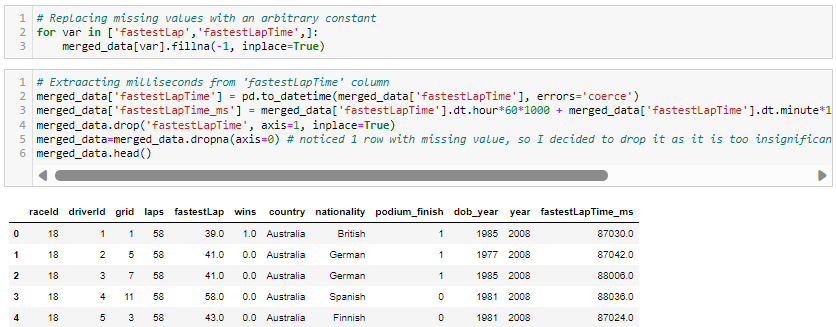 1 # Replacing missing values with an arbitrary constant
2 for var in ['fastestLap','fastestLapTime',]:
3 merged_data[var].fillna(-1, inplace=True)
1 # Extraacting milliseconds from 'fastestLapTime' column
2 merged_data['fastestLapTime'] = pd.to_datetime(merged_data['fastestLapTime'], errors='coerce')
3 merged_data['fastestLapTime_ms'] = merged_data['fastestLapTime'].dt.hour*60*1000 + merged_data['fastestLapTime'].dt.minute*1
4 merged_data.drop('fastestLapTime', axis=1, inplace=True)
5 merged_data=merged_data.dropna(axis=0) # noticed 1 row with missing value, so I decided to drop it as it is too insignifican
6 merged_data.head()
raceId driverId grid laps fastestLap wins country nationality podium_finish dob_year year fastestLapTime_ms
0 18 1 1 58 39.0 1.0 Australia British 1 1985 2008 87030.0
1 18 2 5 58 41.0 0.0 Australia German 1 1977 2008 87042.0
2 18 3 7 58 41.0 0.0 Australia German 1 1985 2008 88006.0
3 18 4 11 58 58.0 0.0 Australia Spanish 0 1981 2008 88036.0
4 18 5 3 58 43.0 0.0 Australia Finnish 0 1981 2008 87024.0